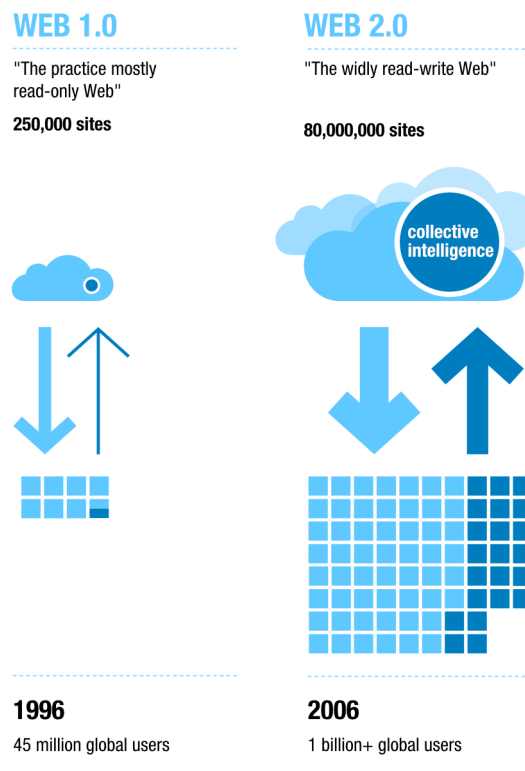 WEB 1.0
"The practice mostly
read-only Web"
250,000 sites
1996
45 million global users
WEB 2.0
"The widly read-write Web"
80,000,000 sites
collective
intelligence
2006
1 billion+ global users